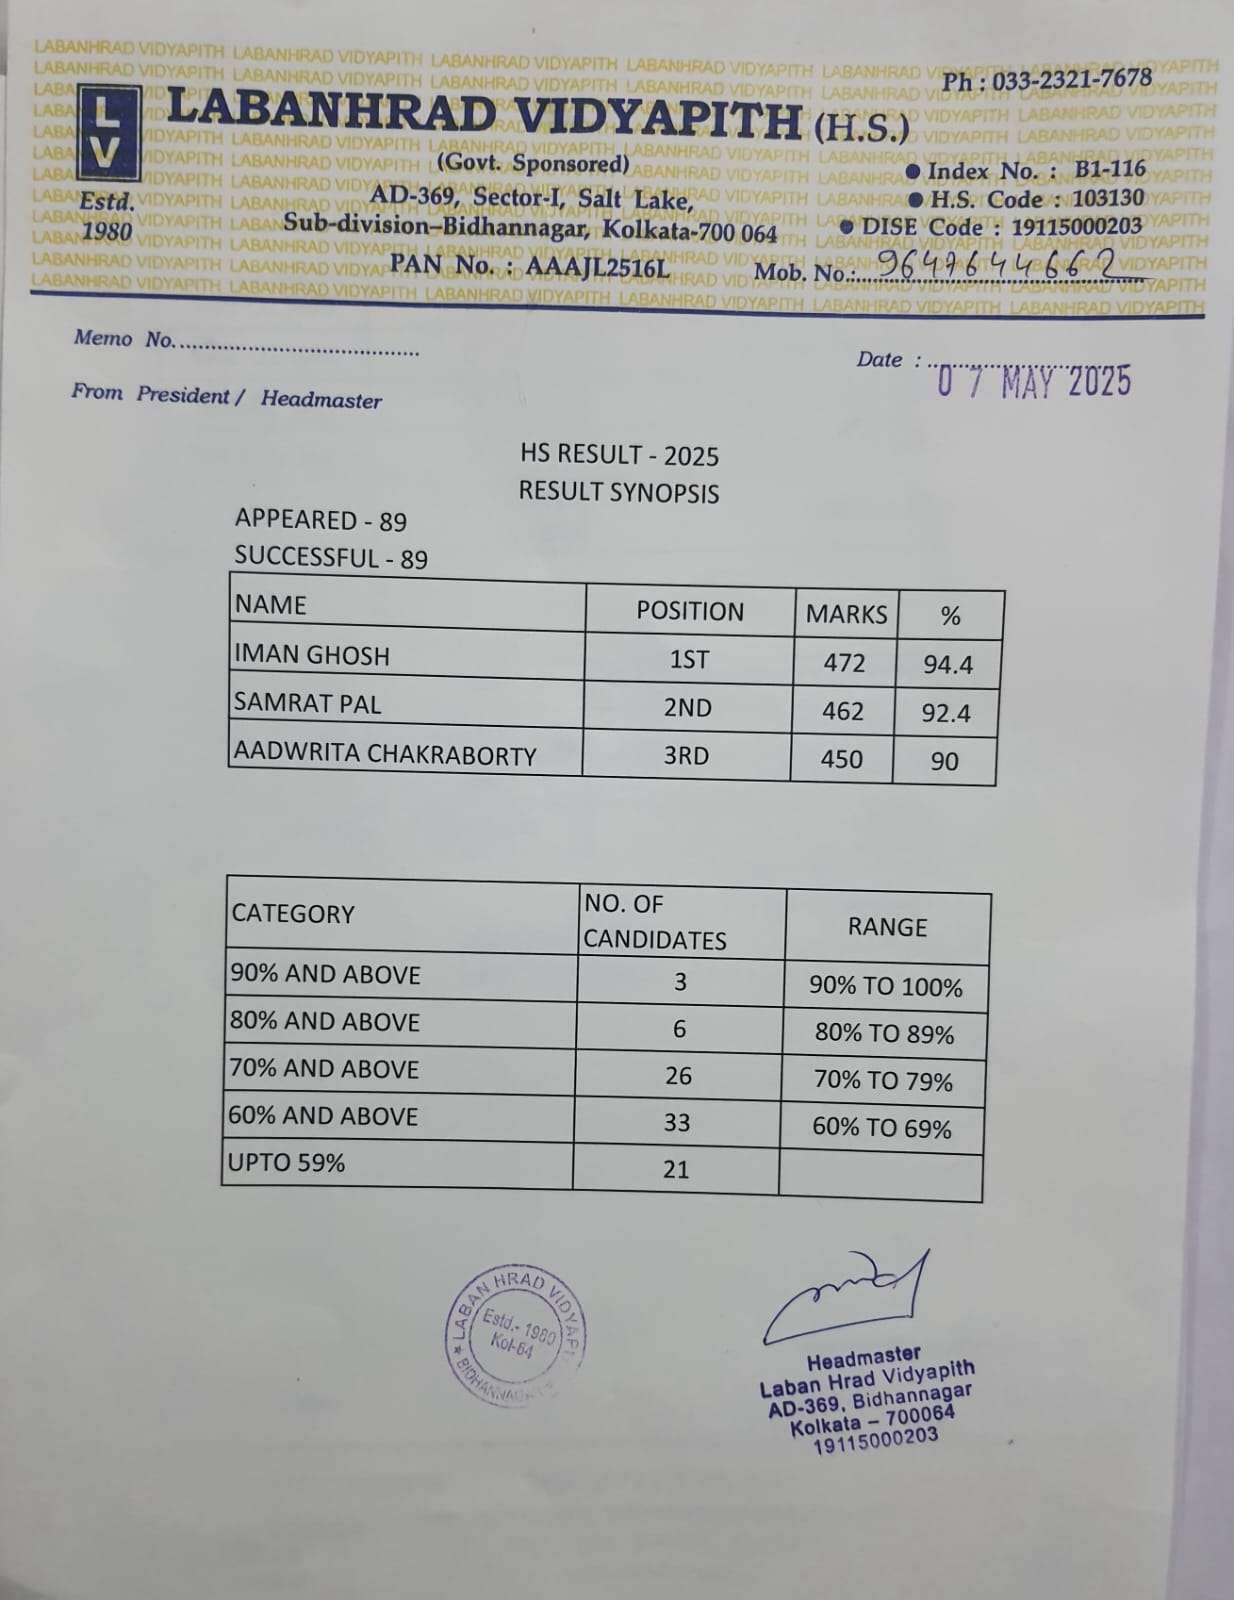 Ph : 033-2321-7678
LV
LABANHRAD VIDYAPITH (H.S.)
(Govt. Sponsored)
Estd.
1980
AD-369, Sector-I, Salt Lake,
Sub-division–Bidhannagar, Kolkata-700 064
PAN No. : AAAJL2516L
● Index No. : B1-116
● H.S. Code : 103130
● DISE Code : 19115000203
Mob. No.: 9647644662
Memo No.
Date : 07 MAY 2025
From President / Headmaster
HS RESULT - 2025
RESULT SYNOPSIS
APPEARED - 89
SUCCESSFUL - 89
NAME POSITION MARKS %
IMAN GHOSH 1ST 472 94.4
SAMRAT PAL 2ND 462 92.4
AADWRITA CHAKRABORTY 3RD 450 90
CATEGORY NO. OF CANDIDATES RANGE
90% AND ABOVE 3 90% TO 100%
80% AND ABOVE 6 80% TO 89%
70% AND ABOVE 26 70% TO 79%
60% AND ABOVE 33 60% TO 69%
UPTO 59% 21
LABAN HRAD VIDYAPITH
Estd.- 1980
Kol-64
Headmaster
Laban Hrad Vidyapith
AD-369, Bidhannagar
Kolkata – 700064
19115000203